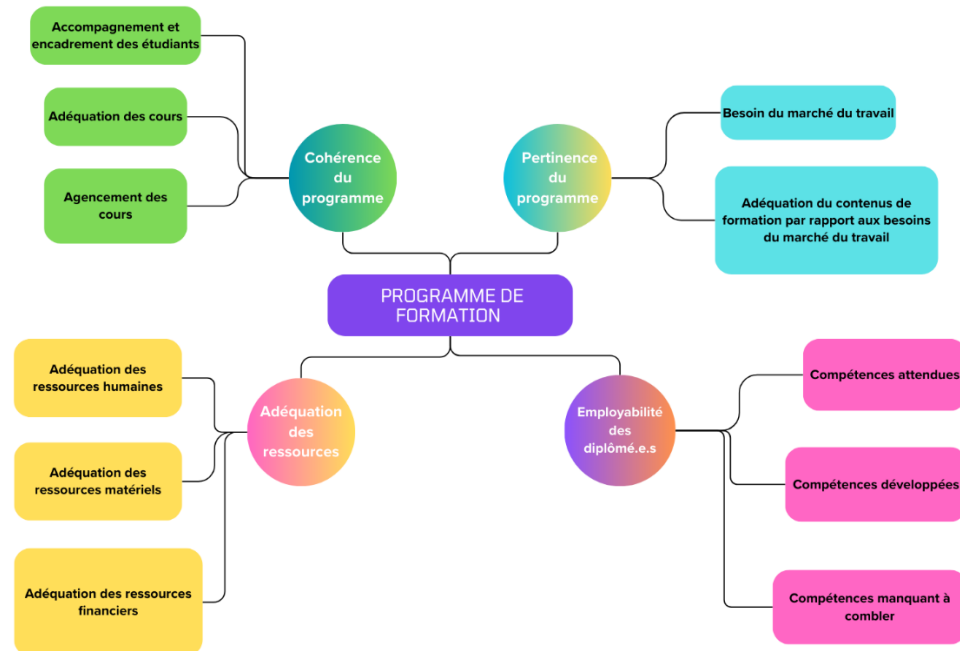 Accompagnement et
encadrement des étudiants
Adéquation des cours
Agencement des
cours
Cohérence
du
programme
Pertinence
du
programme
Besoin du marché du travail
Adéquation du contenus de
formation par rapport aux besoins
du marché du travail
PROGRAMME DE
FORMATION
Adéquation des
ressources humaines
Adéquation des
ressources matériels
Adéquation des ressources
financiers
Adéquation
des
ressources
Employabilité
des
diplômé.e.s
Compétences attendues
Compétences développées
Compétences manquant à
combler